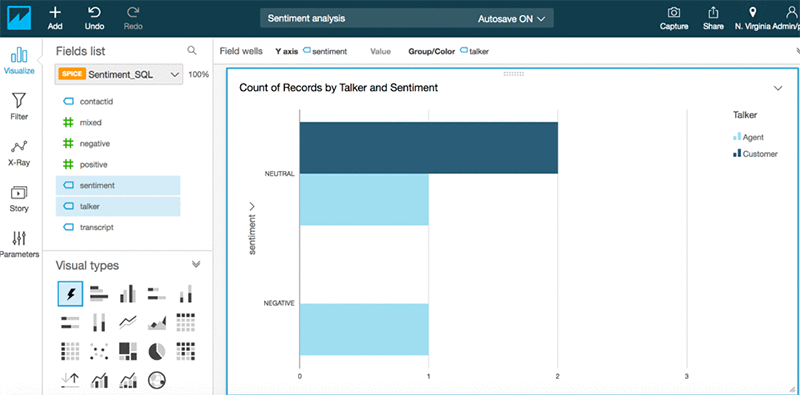 Add
Undo
Redo
Sentiment analysis
Autosave ON
Capture
Share
N. Virginia Admin/
Visualize
Filter
X-Ray
Story
Parameters
Fields list
SPICE Sentiment_SQL 100%
contactid
mixed
negative
positive
sentiment
talker
transcript
Visual types
Field wells Y axis sentiment Value Group/Color talker
Count of Records by Talker and Sentiment
sentiment
NEUTRAL
NEGATIVE
0 1 2 3
Talker
Agent
Customer